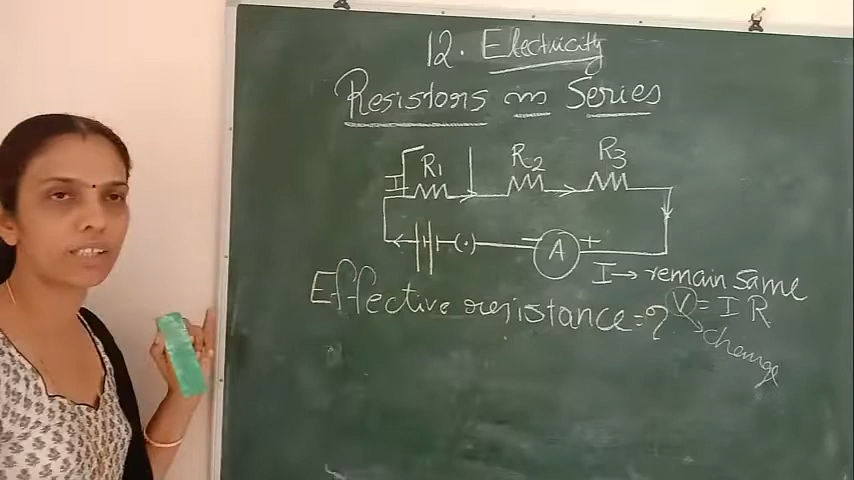 12. Electricity
Resistors in Series
R1 R2 R3
I
(.) - A +
I → remain same
Effective resistance = ? V = I R
change